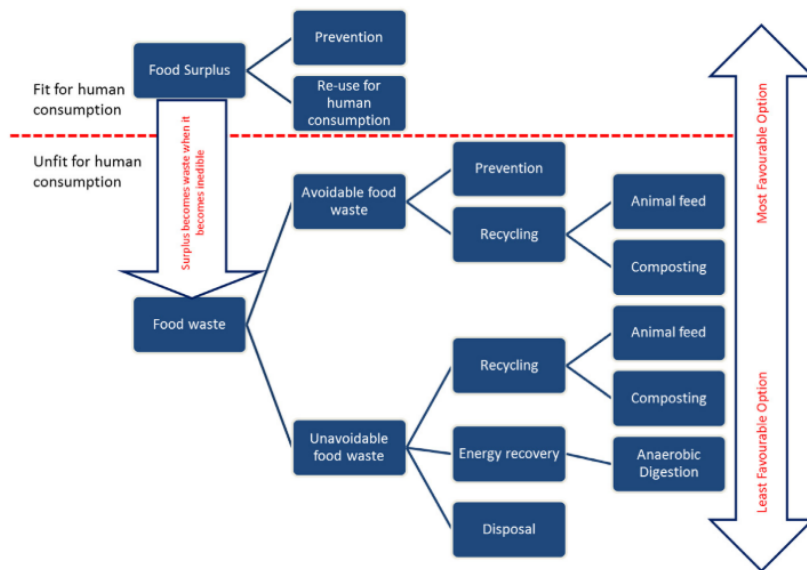 Prevention
Food Surplus
Fit for human
consumption
Re-use for
human
consumption
Unfit for human
consumption
Surplus becomes waste when it
becomes inedible
Most Favourable Option
Prevention
Avoidable food
waste
Animal feed
Recycling
Composting
Food waste
Animal feed
Recycling
Composting
Unavoidable
food waste
Energy recovery
Anaerobic
Digestion
Least Favourable Option
Disposal